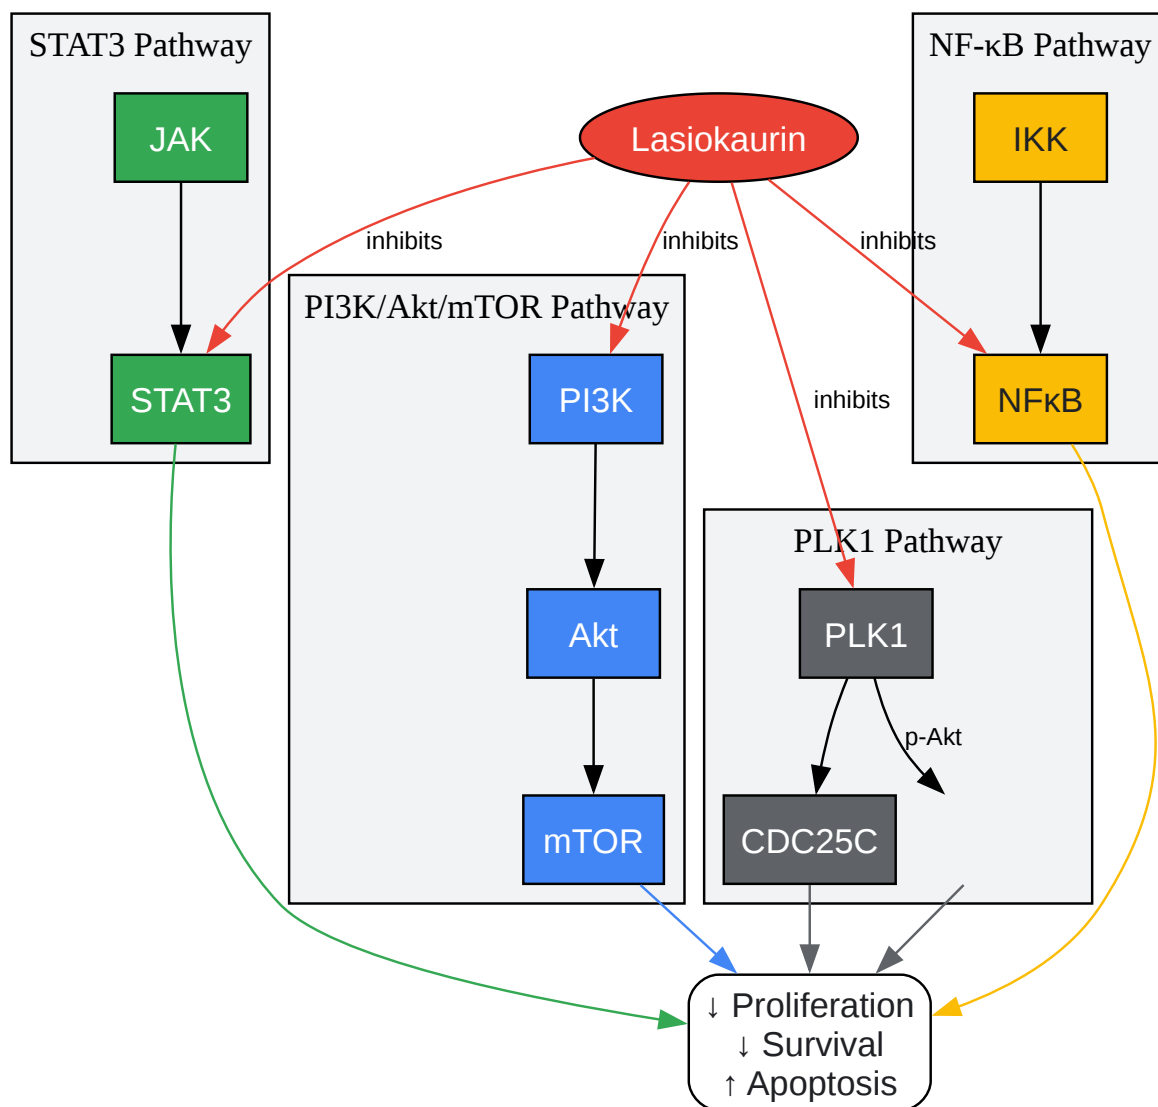 STAT3 Pathway
NF-κB Pathway
JAK
Lasiokaurin
IKK
inhibits
inhibits
inhibits
PI3K/Akt/mTOR Pathway
STAT3
PI3K
inhibits
NFκB
PLK1 Pathway
Akt
PLK1
p-Akt
mTOR
CDC25C
↓ Proliferation
↓ Survival
↑ Apoptosis